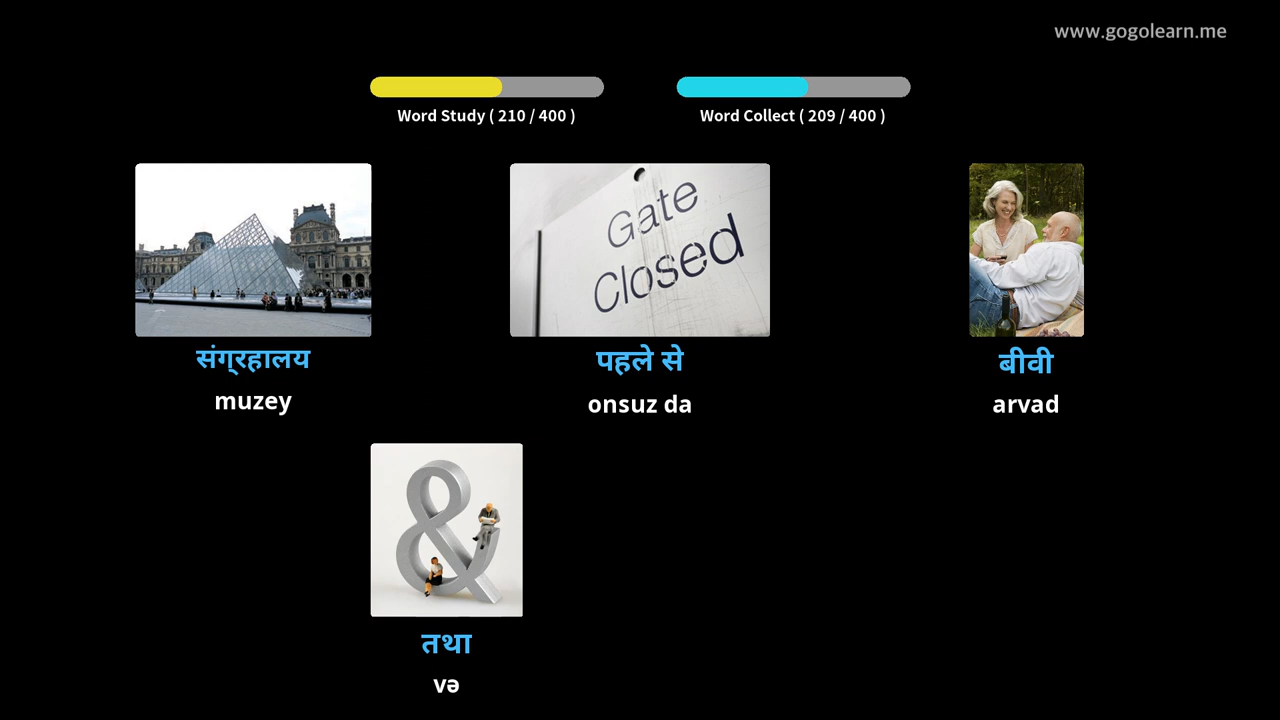 www.gogolearn.me
Word Study ( 210 / 400 )
Word Collect ( 209 / 400 )
Gate
Closed
संग्रहालय
muzey
पहले से
onsuz da
बीवी
arvad
&
तथा
və